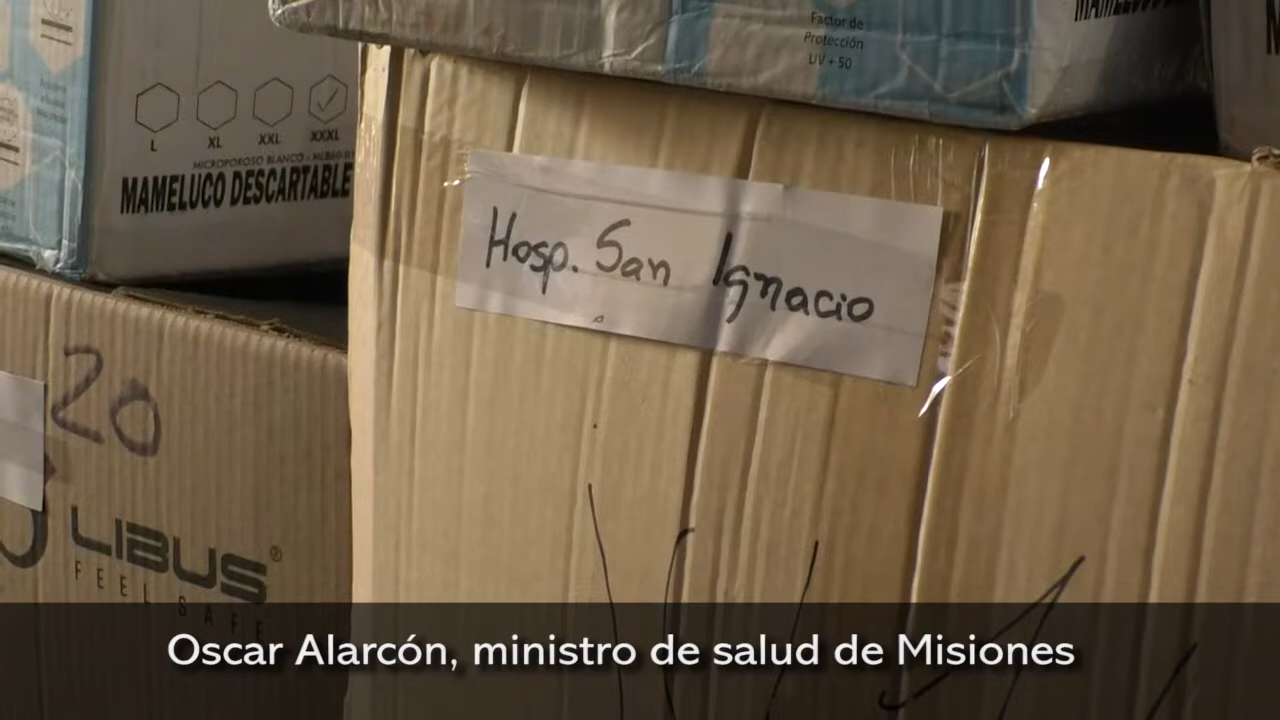 Factor de
Protección
UV + 50
L XL XXL XXXL
MICROPOROSO BLANCO
MAMELUCO DESCARTABLE
Hosp. San Ignacio
20
LIBUS®
FEEL SAFE
Oscar Alarcón, ministro de salud de Misiones